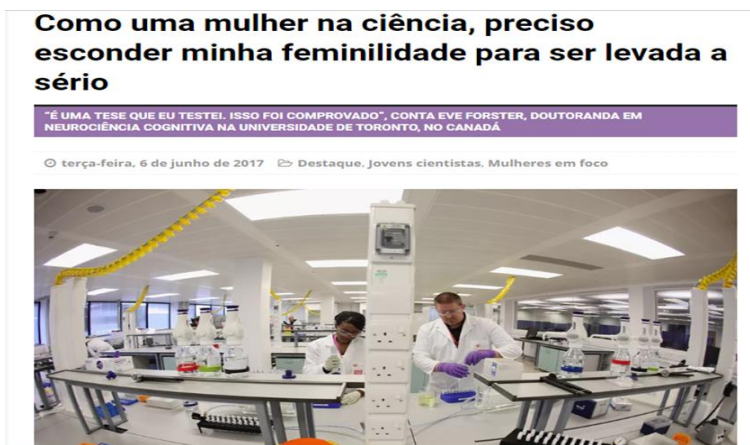 Como uma mulher na ciência, preciso
esconder minha feminilidade para ser levada a
sério
"É UMA TESE QUE EU TESTEI. ISSO FOI COMPROVADO", CONTA EVE FORSTER, DOUTORANDA EM
NEUROCIÊNCIA COGNITIVA NA UNIVERSIDADE DE TORONTO, NO CANADÁ
terça-feira, 6 de junho de 2017 Destaque, Jovens cientistas, Mulheres em foco